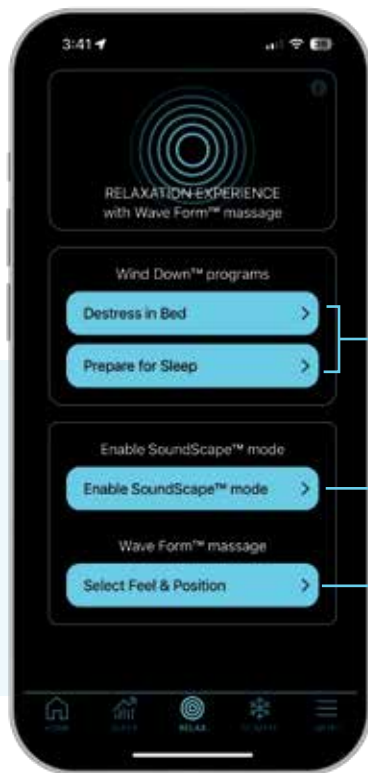 3:41
RELAXATION EXPERIENCE
with Wave Form™ massage
Wind Down™ programs
Destress in Bed
Prepare for Sleep
Enable SoundScape™ mode
Enable SoundScape™ mode
Wave Form™ massage
Select Feel & Position
RELAX